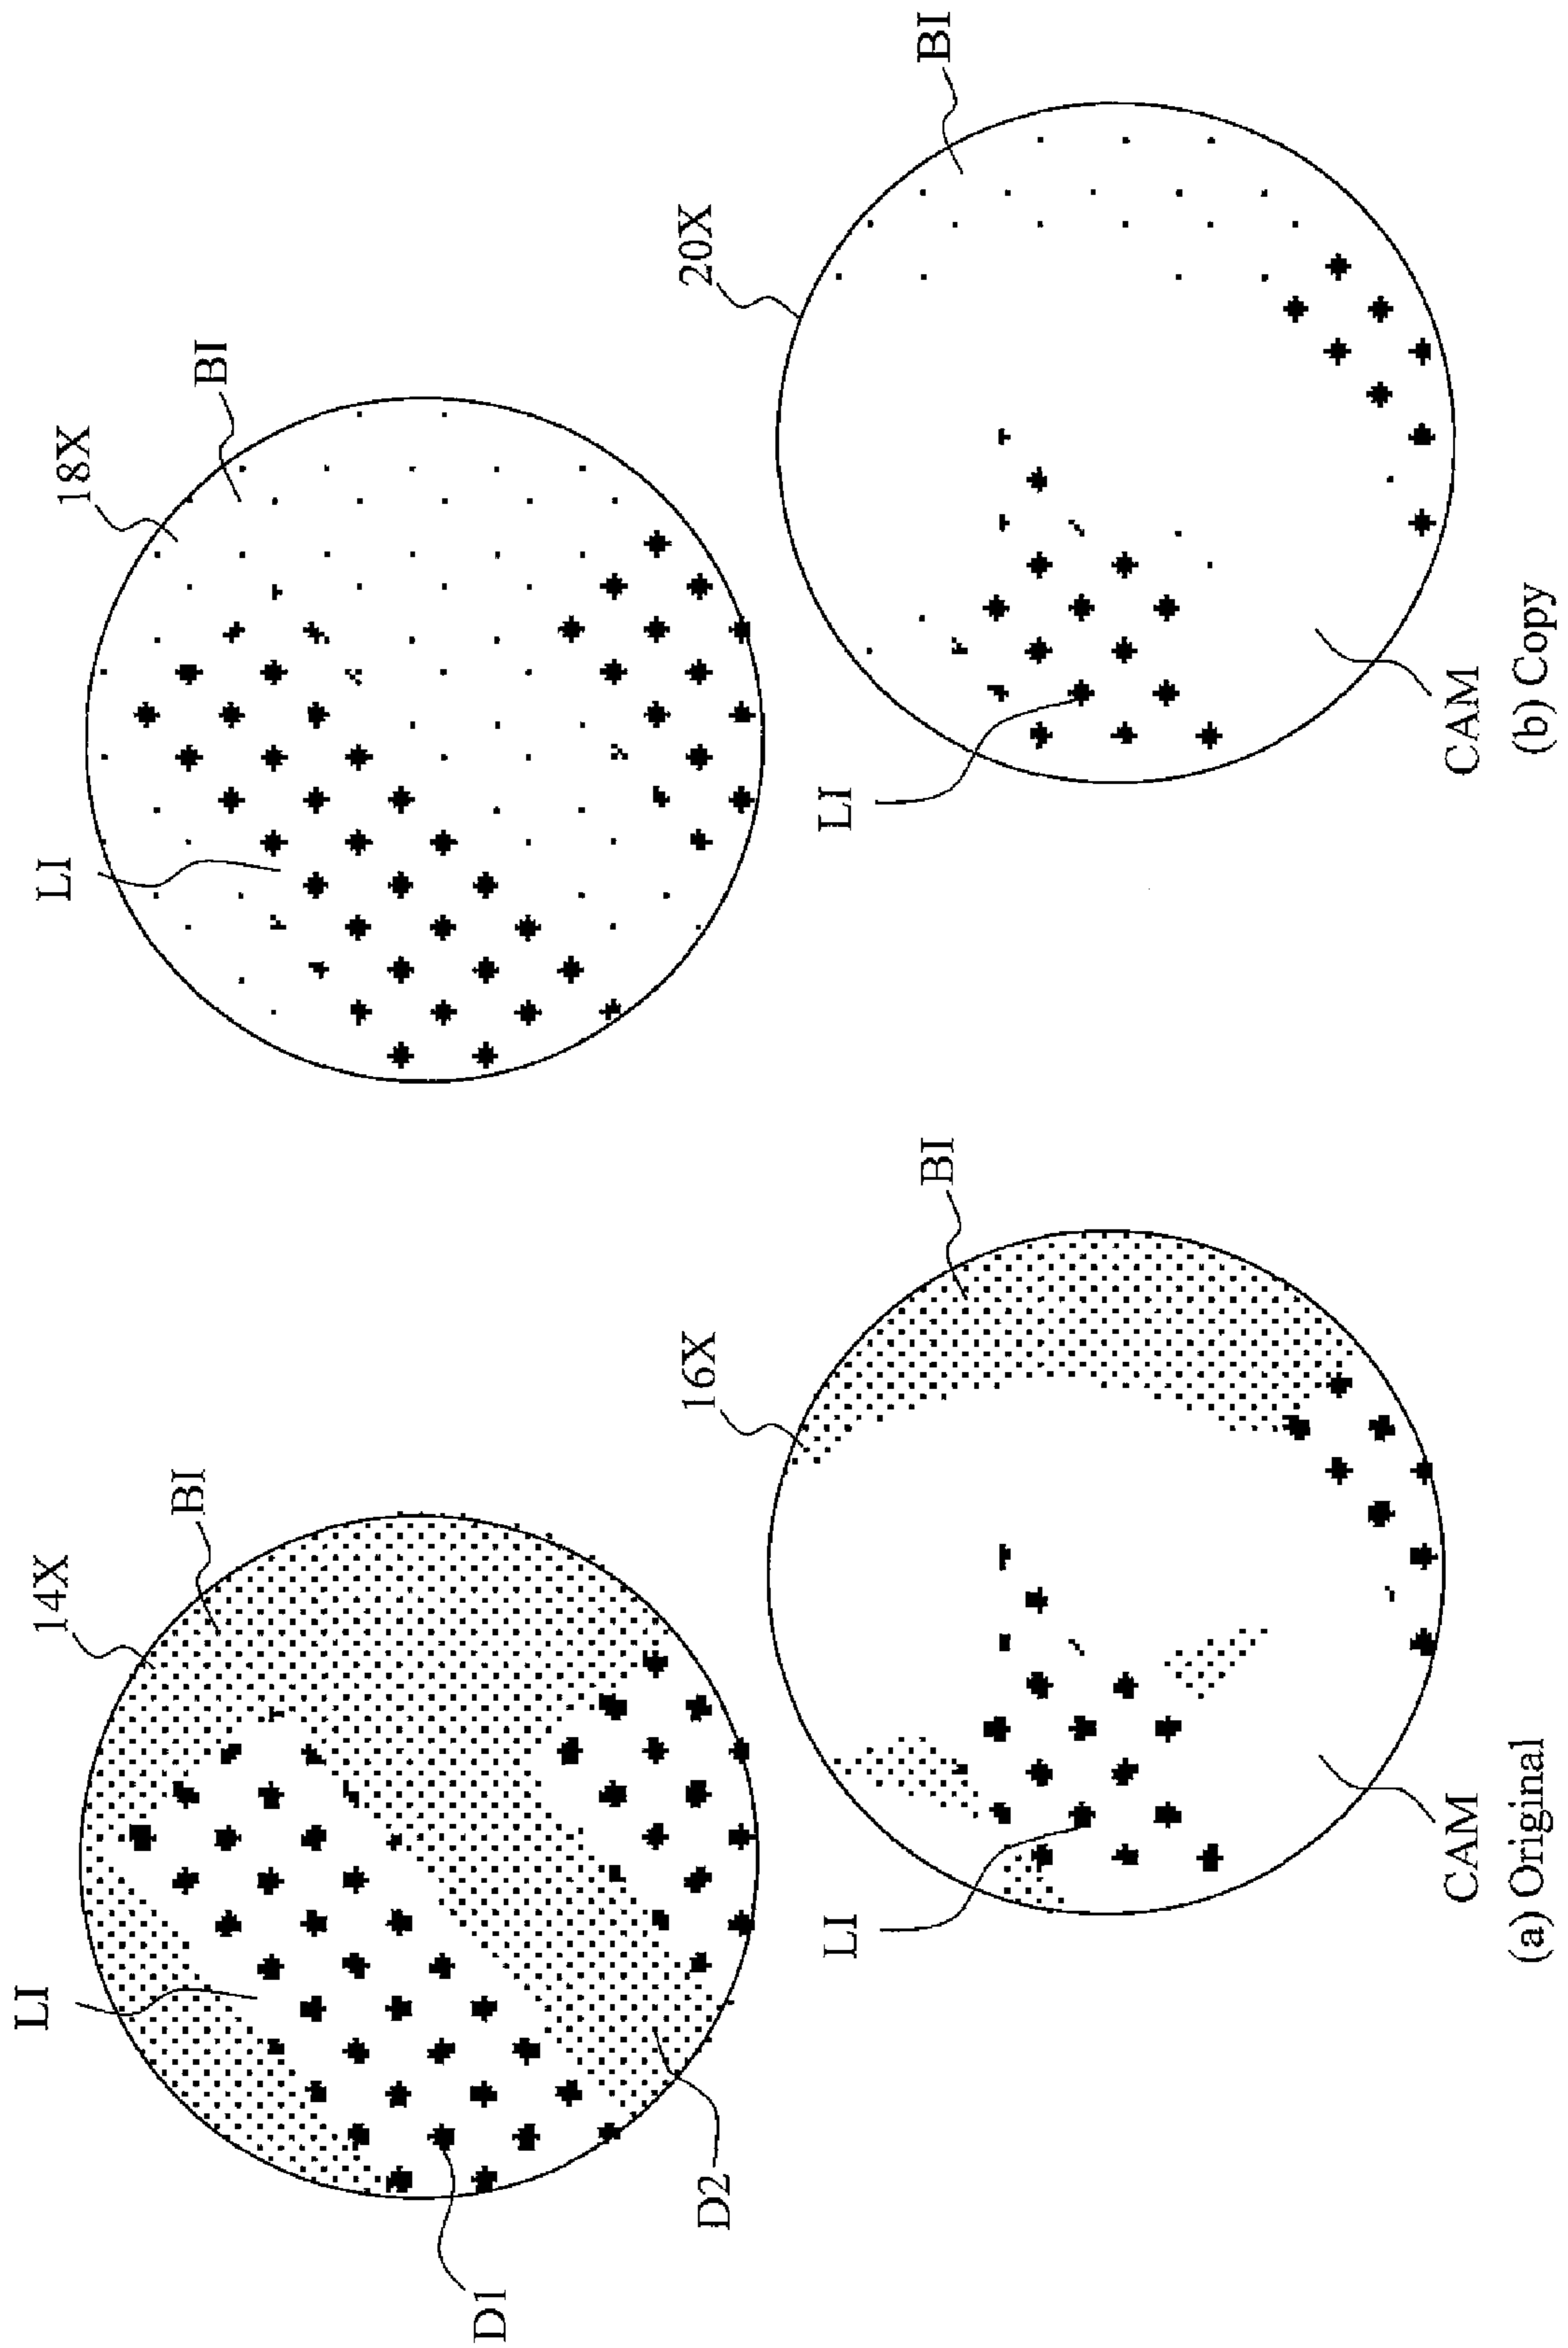 LI 14X LI 18X
BI BI
D1
D2 16X 20X
LI BI LI BI
CAM CAM
(a) Original (b) Copy